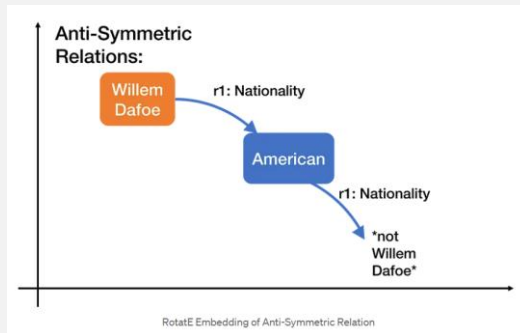 Anti-Symmetric
Relations:
Willem
Dafoe
r1: Nationality
American
r1: Nationality
*not
Willem
Dafoe*
RotatE Embedding of Anti-Symmetric Relation